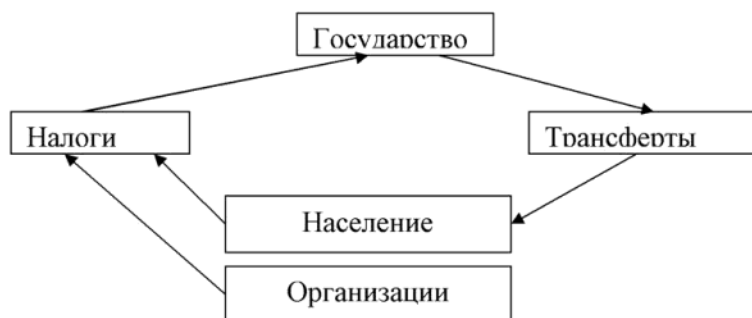 Государство
Налоги
Трансферты
Население
Организации